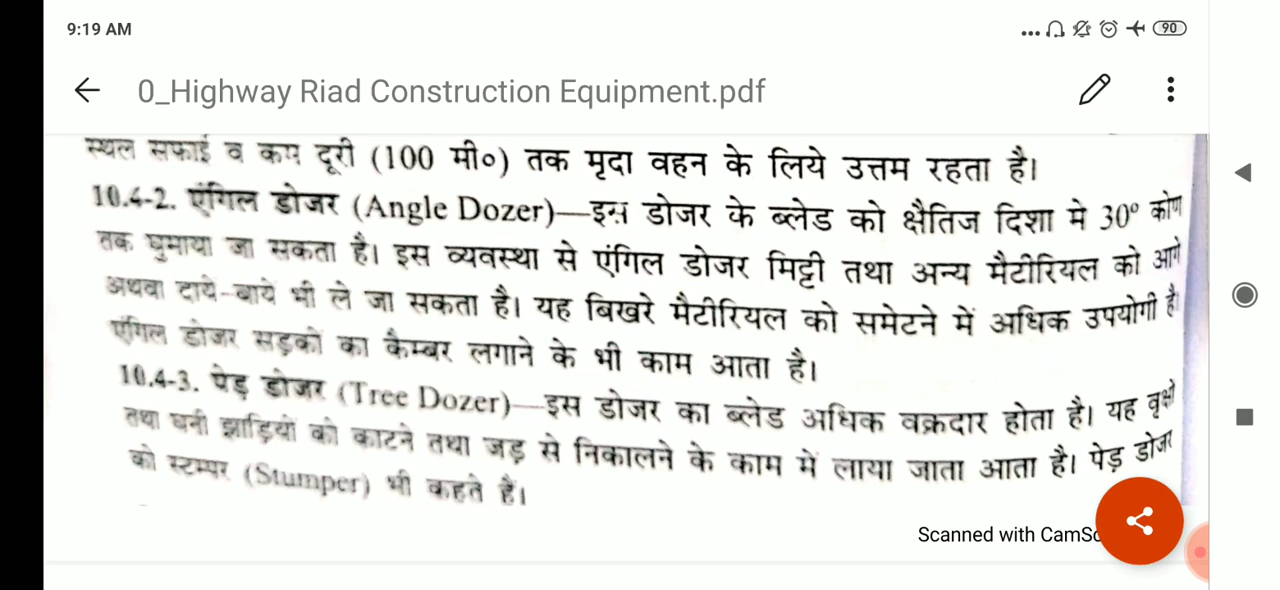 9:19 AM
90
0_Highway Riad Construction Equipment.pdf
स्थल सफाई व कम दूरी (100 मी०) तक मृदा वहन के लिये उत्तम रहता है।
10.4-2. एंगिल डोजर (Angle Dozer)—इस डोजर के ब्लेड को क्षैतिज दिशा मे 30° कोण
तक घुमाया जा सकता है। इस व्यवस्था से एंगिल डोजर मिट्टी तथा अन्य मैटीरियल को आगे
अथवा दाये-बाये भी ले जा सकता है। यह बिखरे मैटीरियल को समेटने में अधिक उपयोगी है।
एंगिल डोजर सड़को का कैम्बर लगाने के भी काम आता है।
10.4-3. पेड़ डोजर (Tree Dozer)—इस डोजर का ब्लेड अधिक वक्रदार होता है। यह वृक्षो
तथा घनी झाड़ियों को काटने तथा जड़ से निकालने के काम में लाया जाता आता है। पेड़ डोजर
को स्टम्पर (Stumper) भी कहते है।
Scanned with CamSc